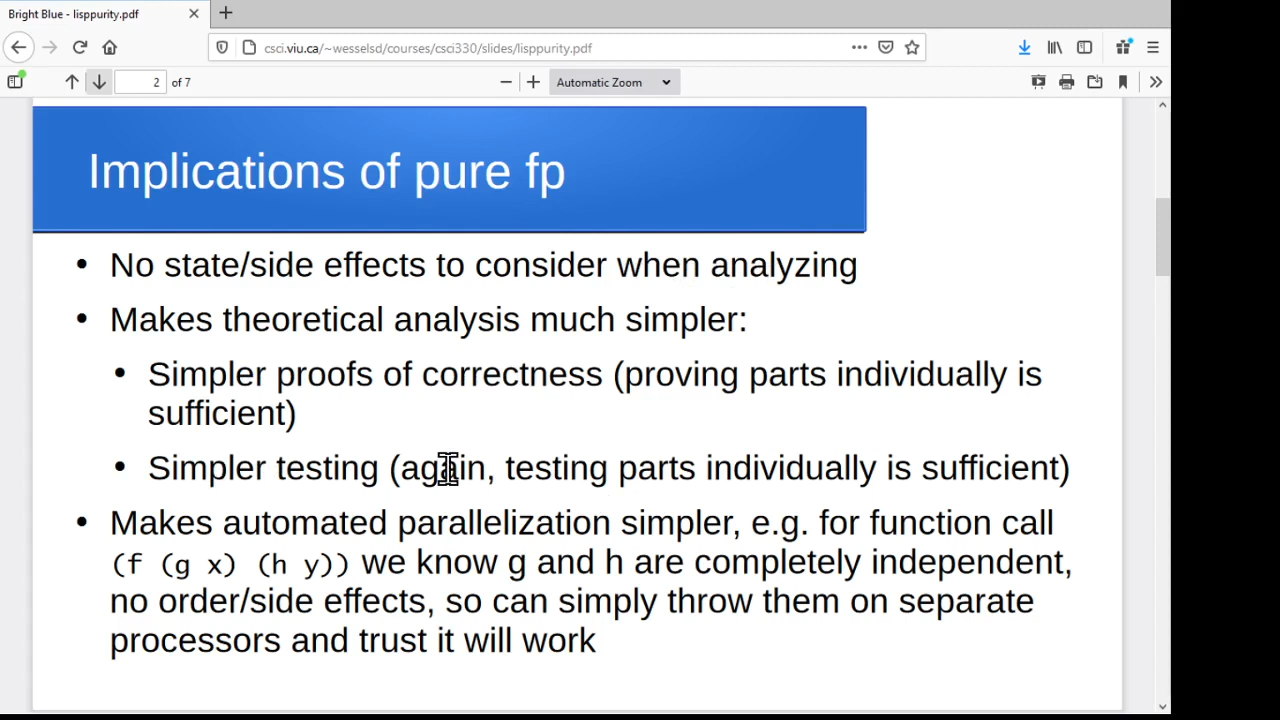 Bright Blue - lisppurity.pdf
csci.viu.ca/~wesselsd/courses/csci330/slides/lisppurity.pdf
2 of 7
Automatic Zoom
Implications of pure fp
• No state/side effects to consider when analyzing
• Makes theoretical analysis much simpler:
• Simpler proofs of correctness (proving parts individually is
sufficient)
• Simpler testing (again, testing parts individually is sufficient)
• Makes automated parallelization simpler, e.g. for function call
(f (g x) (h y)) we know g and h are completely independent,
no order/side effects, so can simply throw them on separate
processors and trust it will work